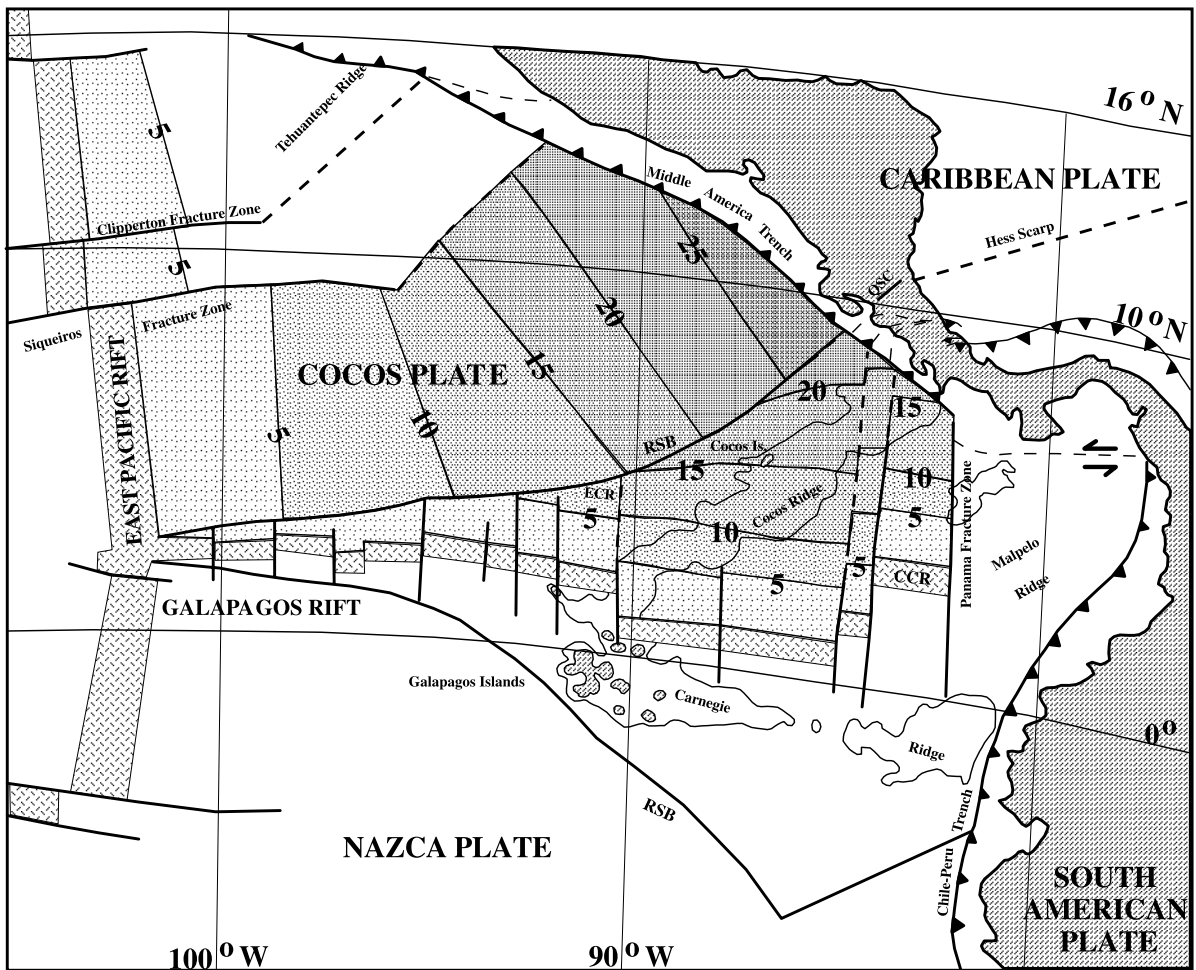 16 o N
5
Tehuantepec Ridge
Middle America Trench
CARIBBEAN PLATE
Clipperton Fracture Zone
Hess Scarp
5
25
QSC
10 o N
Siqueiros
Fracture Zone
20
EAST PACIFIC RIFT
COCOS PLATE
15
20
15
5
10
RSB
Cocos Is.
15
10
ECR
Cocos Ridge
5
5
10
Panama Fracture Zone
Malpelo
Ridge
5
5
CCR
GALAPAGOS RIFT
Galapagos Islands
Carnegie
Ridge
0 o
RSB
Chile-Peru Trench
NAZCA PLATE
SOUTH
AMERICAN
PLATE
100 o W
90 o W